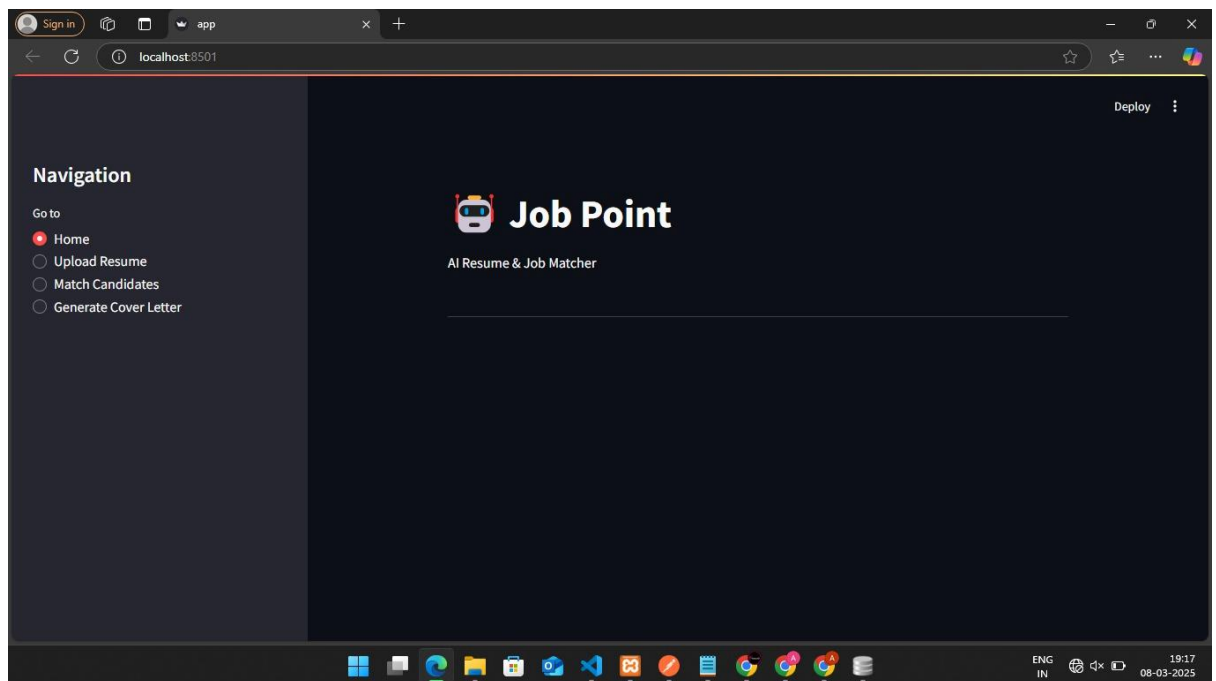 Sign in
app
localhost:8501
Deploy
Navigation
Go to
Home
Upload Resume
Match Candidates
Generate Cover Letter
Job Point
AI Resume & Job Matcher
ENG
IN
19:17
08-03-2025